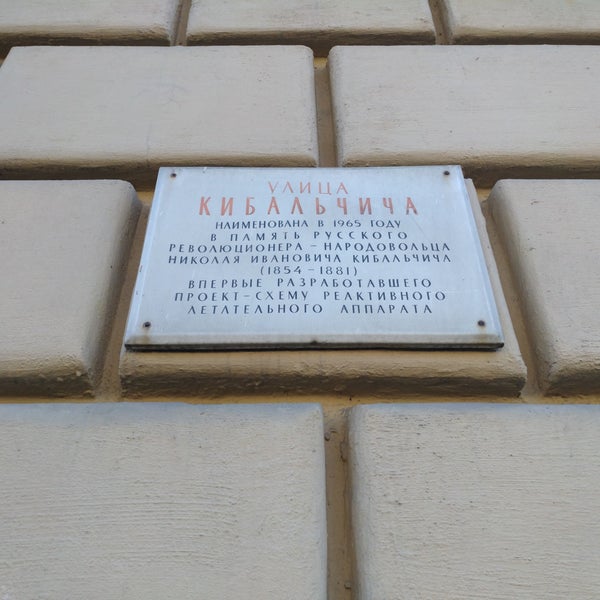 УЛИЦА
КИБАЛЬЧИЧА
НАИМЕНОВАНА В 1965 ГОДУ
В ПАМЯТЬ РУССКОГО
РЕВОЛЮЦИОНЕРА – НАРОДОВОЛЬЦА
НИКОЛАЯ ИВАНОВИЧА КИБАЛЬЧИЧА
(1854 – 1881)
ВПЕРВЫЕ РАЗРАБОТАВШЕГО
ПРОЕКТ–СХЕМУ РЕАКТИВНОГО
ЛЕТАТЕЛЬНОГО АППАРАТА